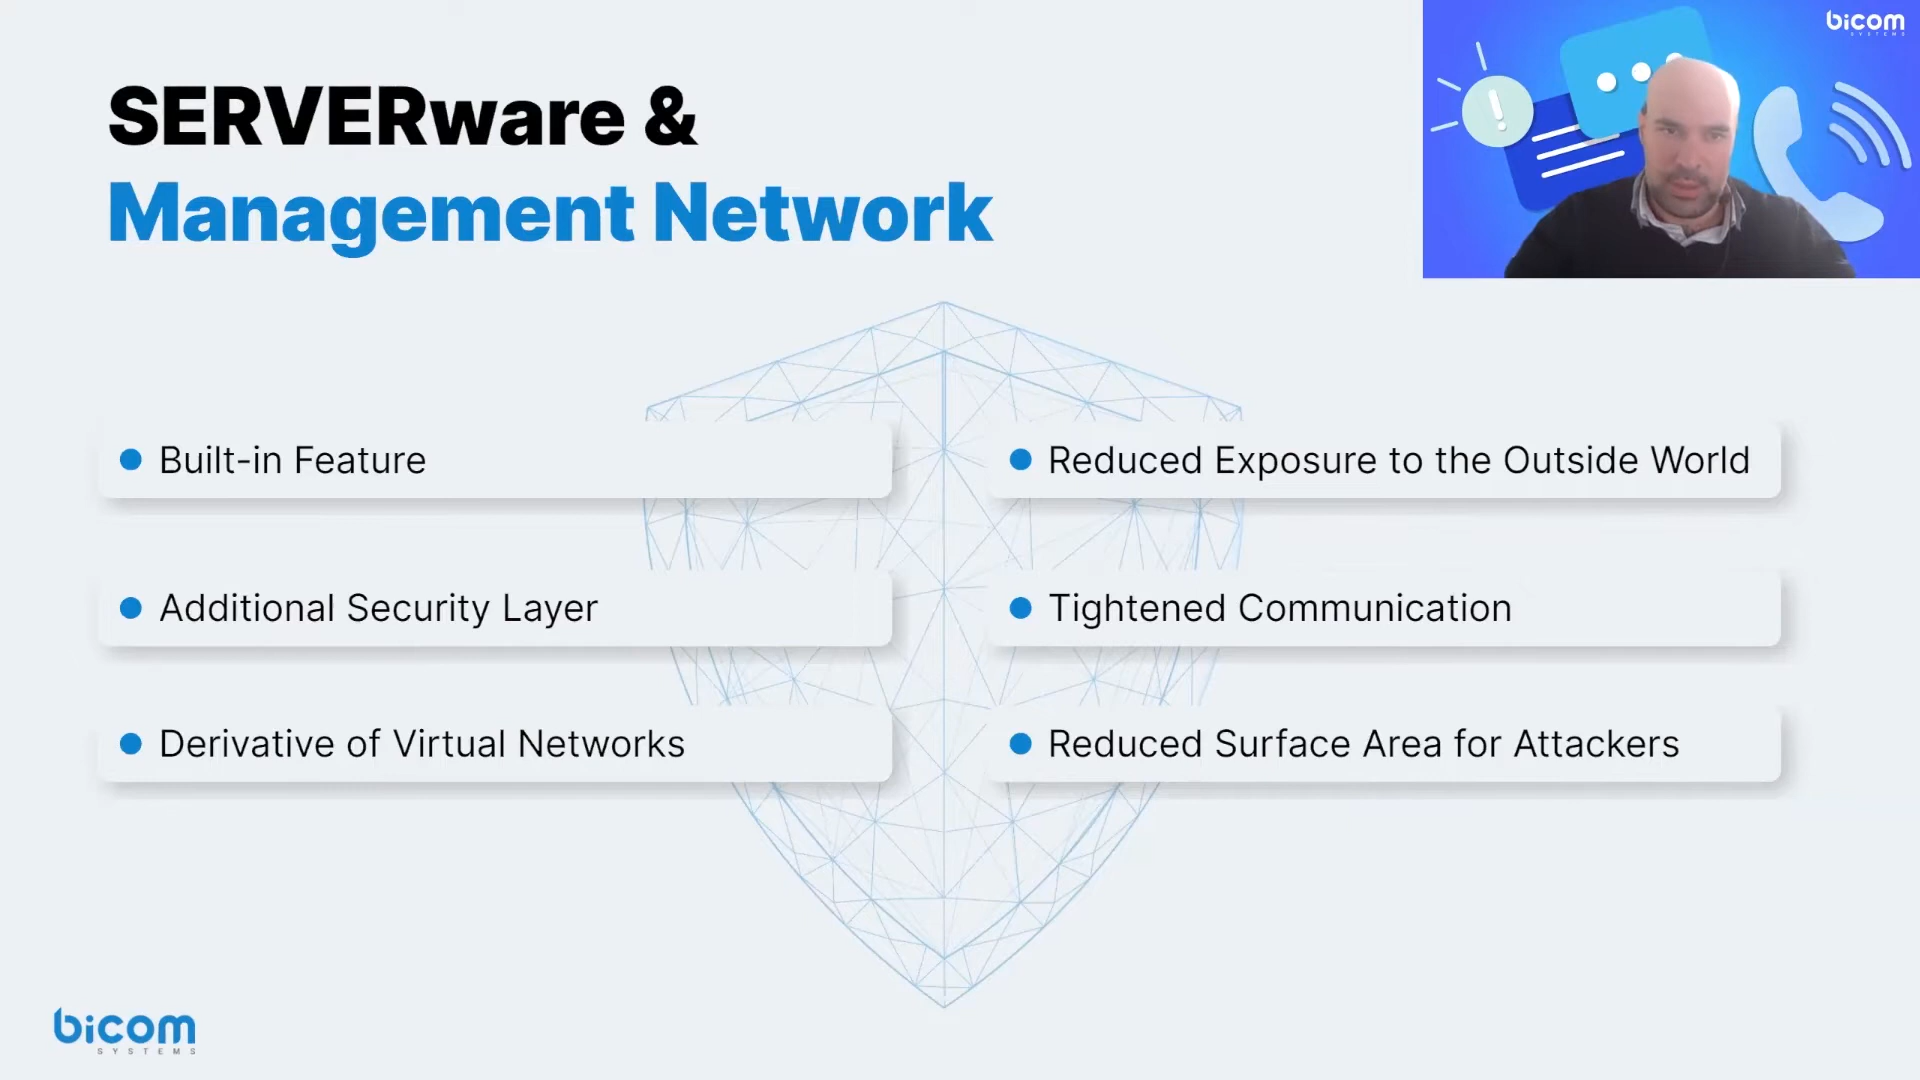 SERVERware &
Management Network
bicom
SYSTEMS
Built-in Feature
Additional Security Layer
Derivative of Virtual Networks
Reduced Exposure to the Outside World
Tightened Communication
Reduced Surface Area for Attackers
bicom
SYSTEMS